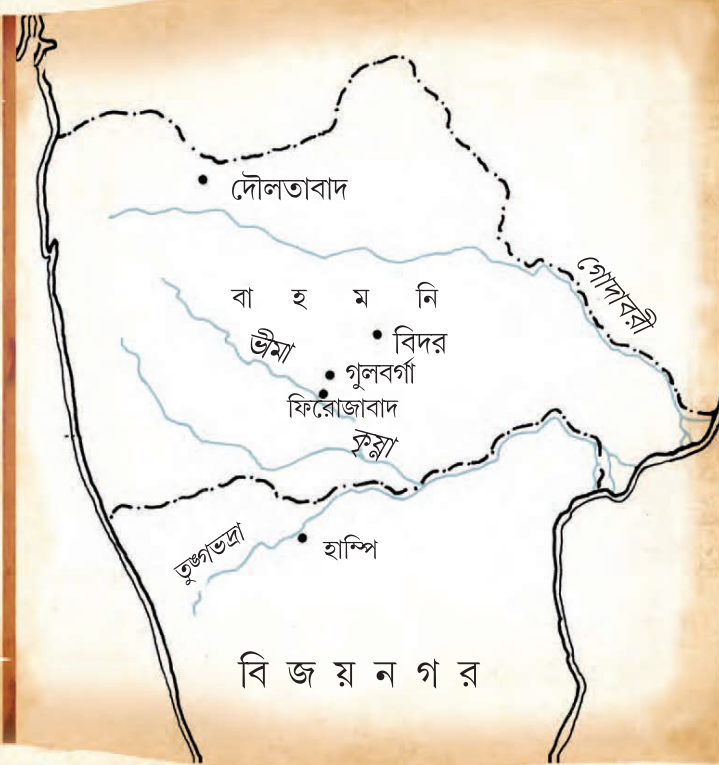 দৌলতাবাদ
গোদাবরী
বা হ ম নি
ভীমা
বিদর
গুলবর্গা
ফিরোজাবাদ
কৃষ্ণা
তুঙ্গভদ্রা
হাম্পি
বি জ য় ন গ র